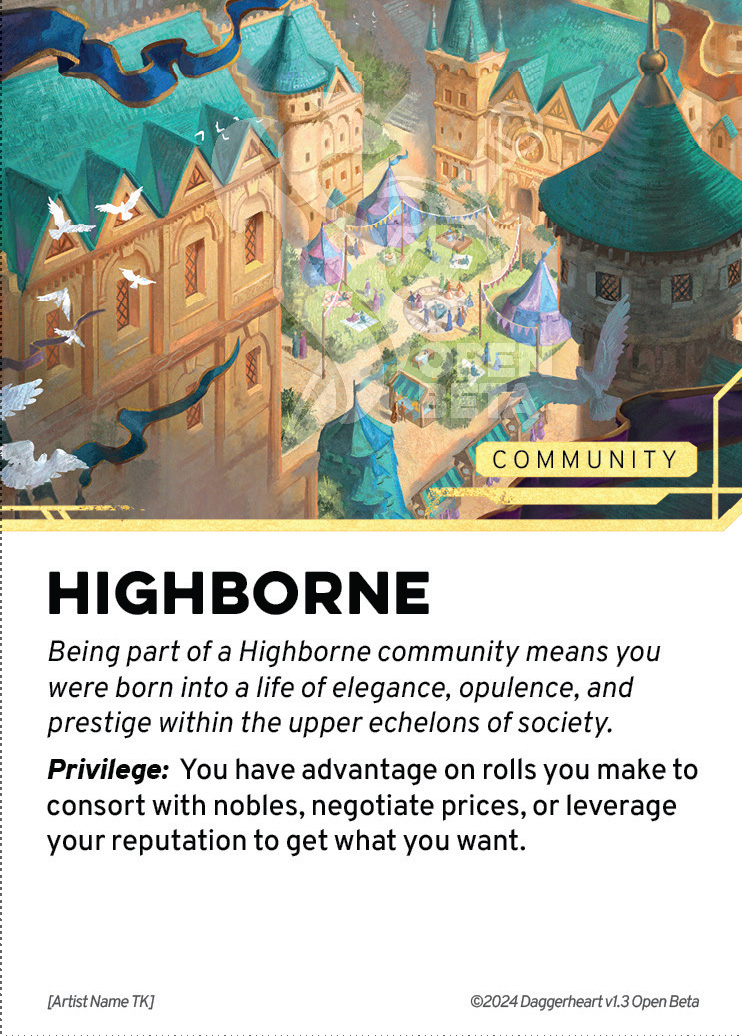 OPEN
BETA
COMMUNITY
HIGHBORNE
Being part of a Highborne community means you
were born into a life of elegance, opulence, and
prestige within the upper echelons of society.
Privilege: You have advantage on rolls you make to
consort with nobles, negotiate prices, or leverage
your reputation to get what you want.
[Artist Name TK]
©2024 Daggerheart v1.3 Open Beta